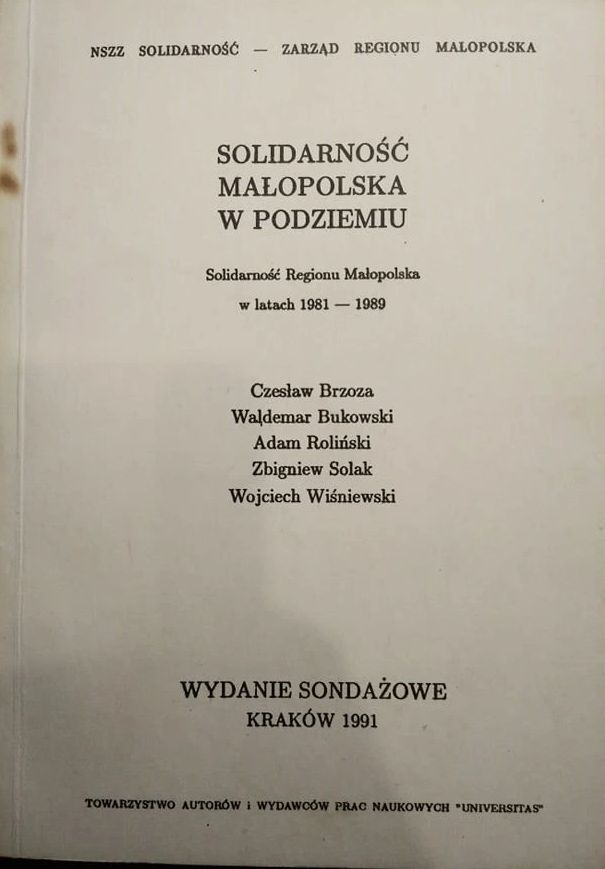 NSZZ SOLIDARNOŚĆ — ZARZĄD REGIONU MALOPOLSKA
SOLIDARNOŚĆ
MAŁOPOLSKA
W PODZIEMIU
Solidarność Regionu Małopolska
w latach 1981 — 1989
Czesław Brzoza
Waldemar Bukowski
Adam Roliński
Zbigniew Solak
Wojciech Wiśniewski
WYDANIE SONDAŻOWE
KRAKÓW 1991
TOWARZYSTWO AUTORÓW i WYDAWCÓW PRAC NAUKOWYCH "UNIVERSITAS"